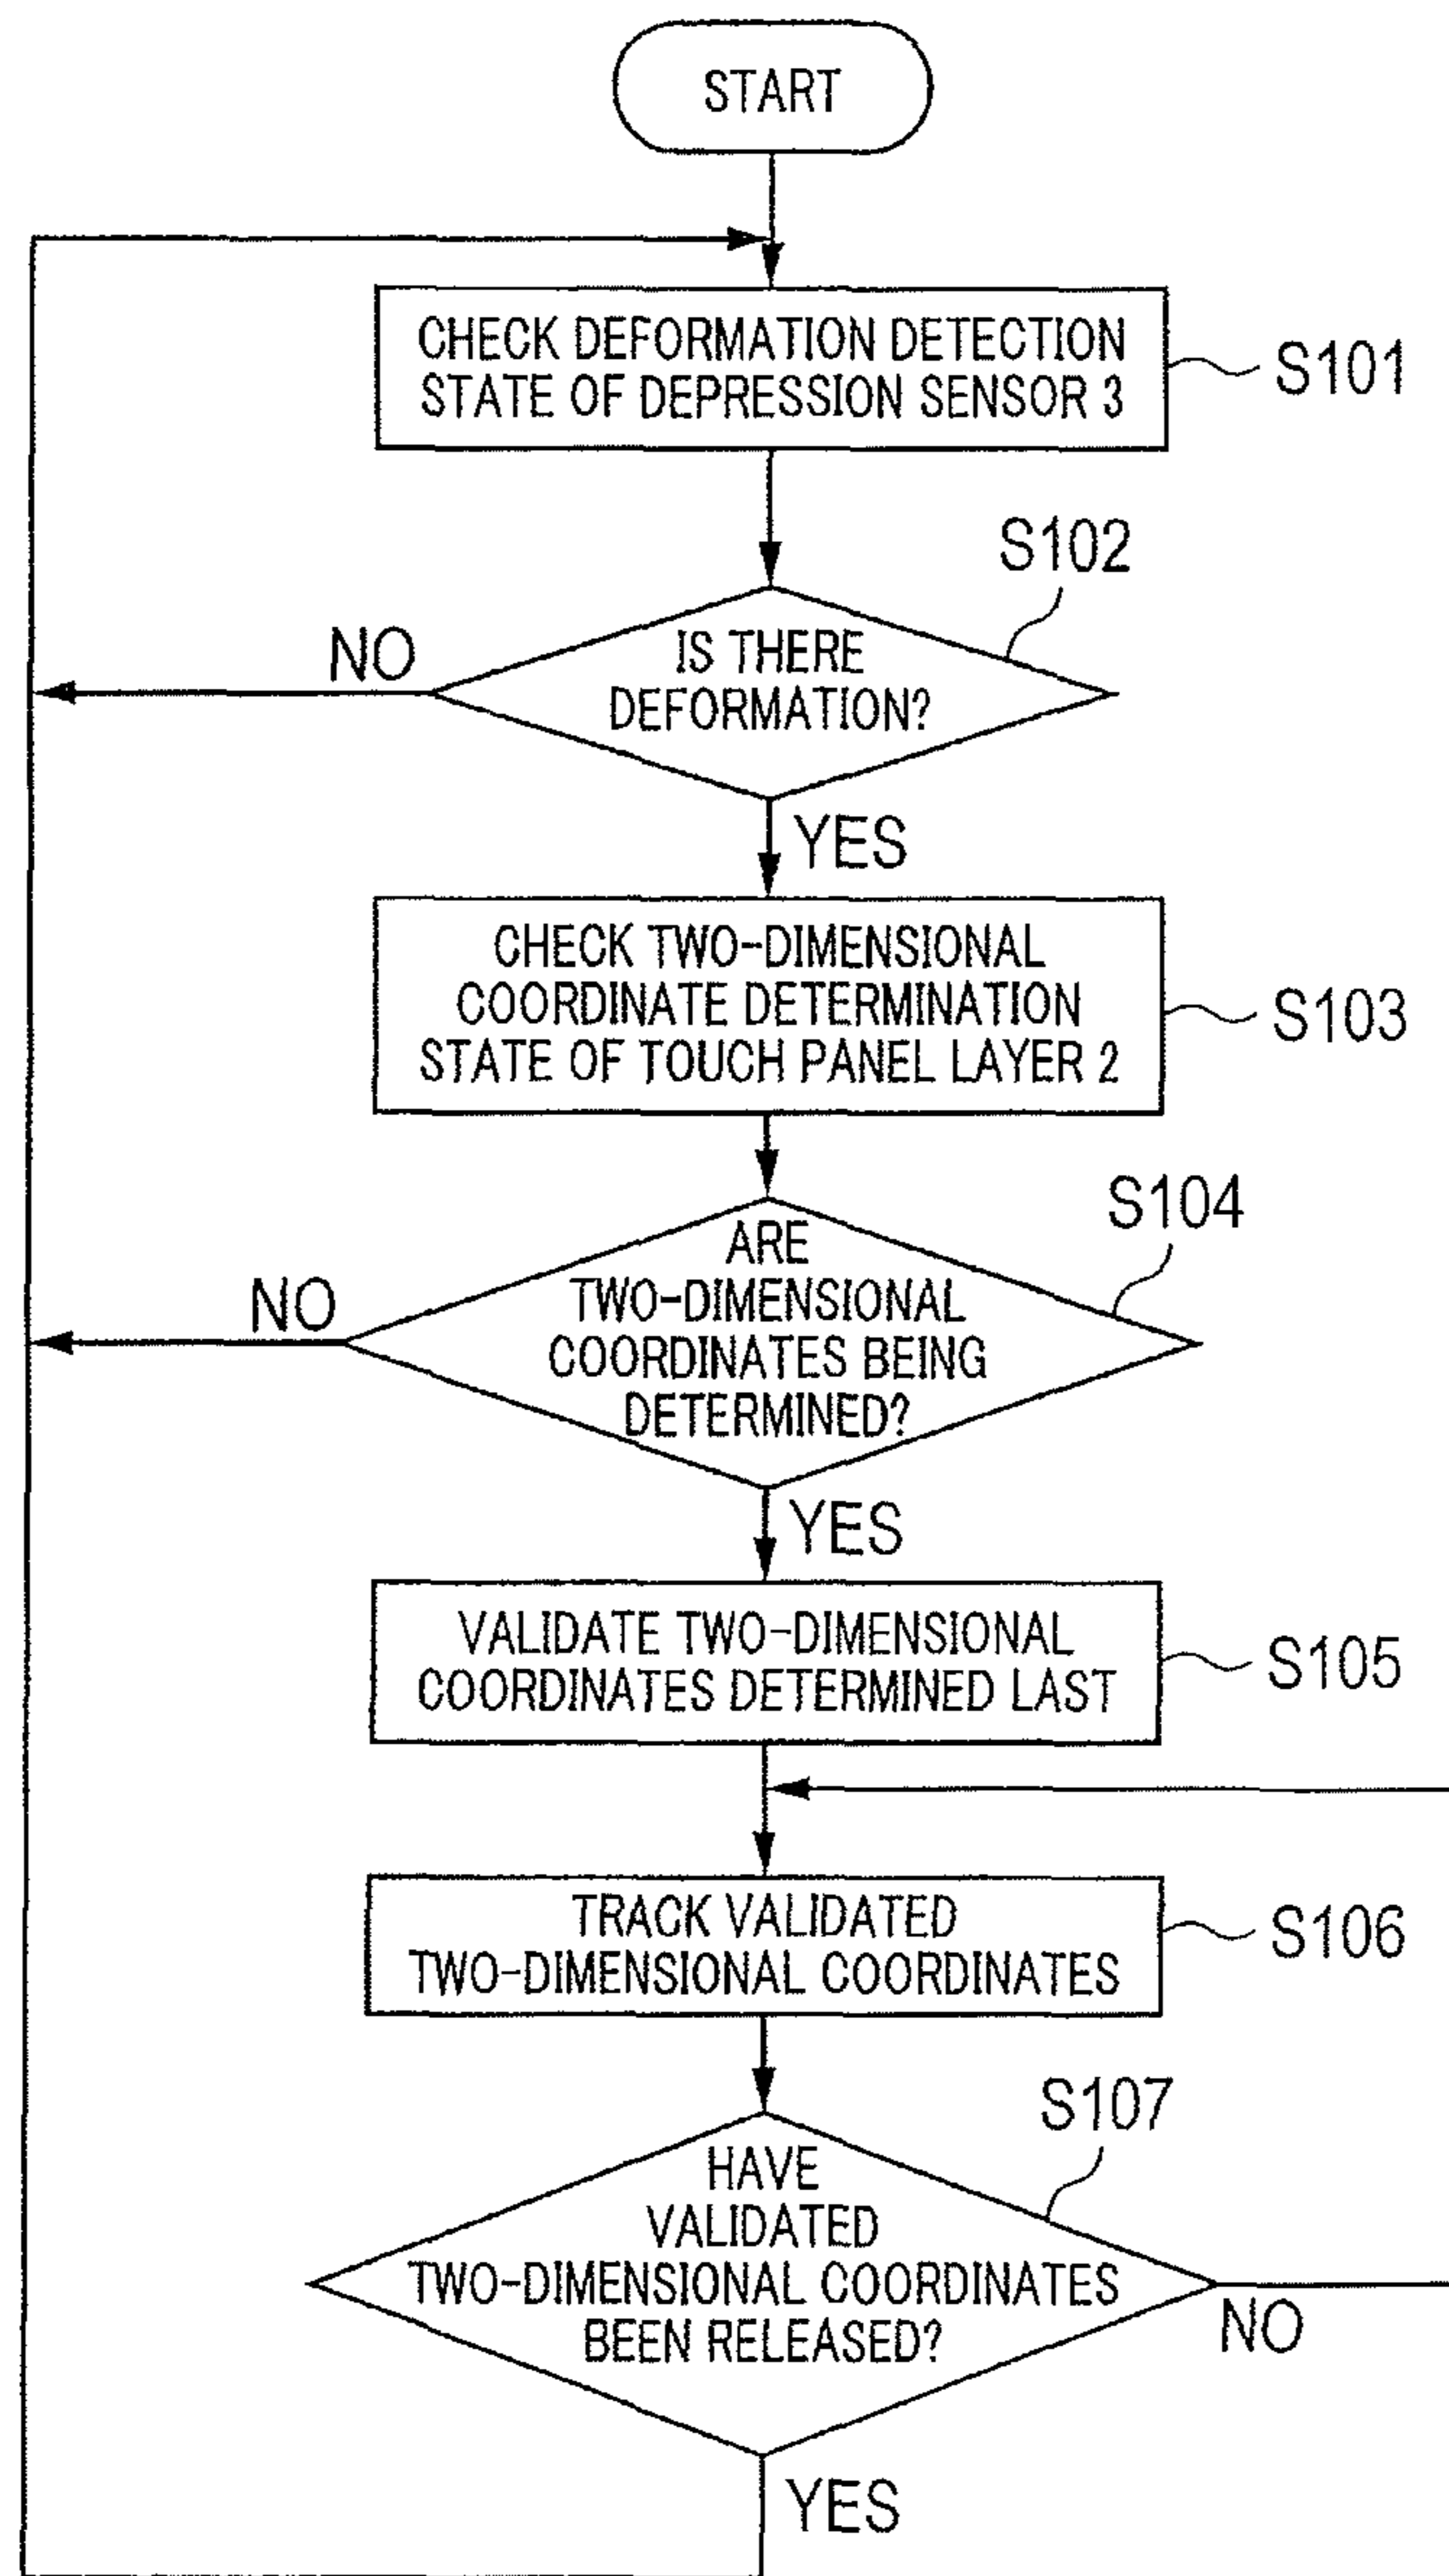 START
CHECK DEFORMATION DETECTION
STATE OF DEPRESSION SENSOR 3
S101
S102
IS THERE
DEFORMATION?
NO
YES
CHECK TWO-DIMENSIONAL
COORDINATE DETERMINATION
STATE OF TOUCH PANEL LAYER 2
S103
S104
ARE
TWO-DIMENSIONAL
COORDINATES BEING
DETERMINED?
NO
YES
VALIDATE TWO-DIMENSIONAL
COORDINATES DETERMINED LAST
S105
TRACK VALIDATED
TWO-DIMENSIONAL COORDINATES
S106
S107
HAVE
VALIDATED
TWO-DIMENSIONAL COORDINATES
BEEN RELEASED?
NO
YES